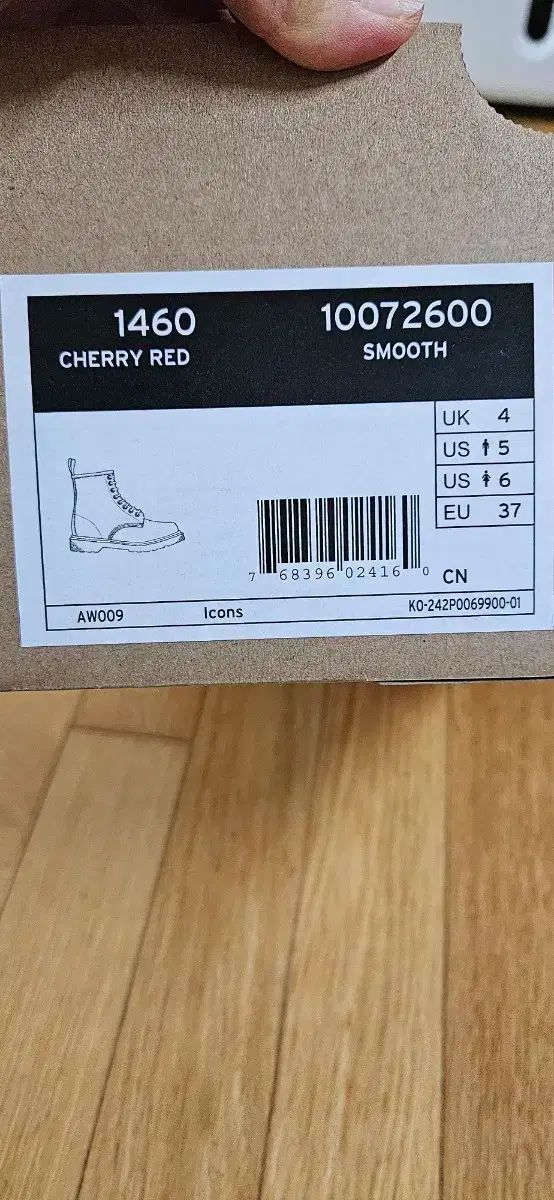 1460
10072600
CHERRY RED
SMOOTH
UK 4
US 5
US 6
EU 37
7 68396 02416 0
CN
AW009
Icons
KO-242P0069900-01